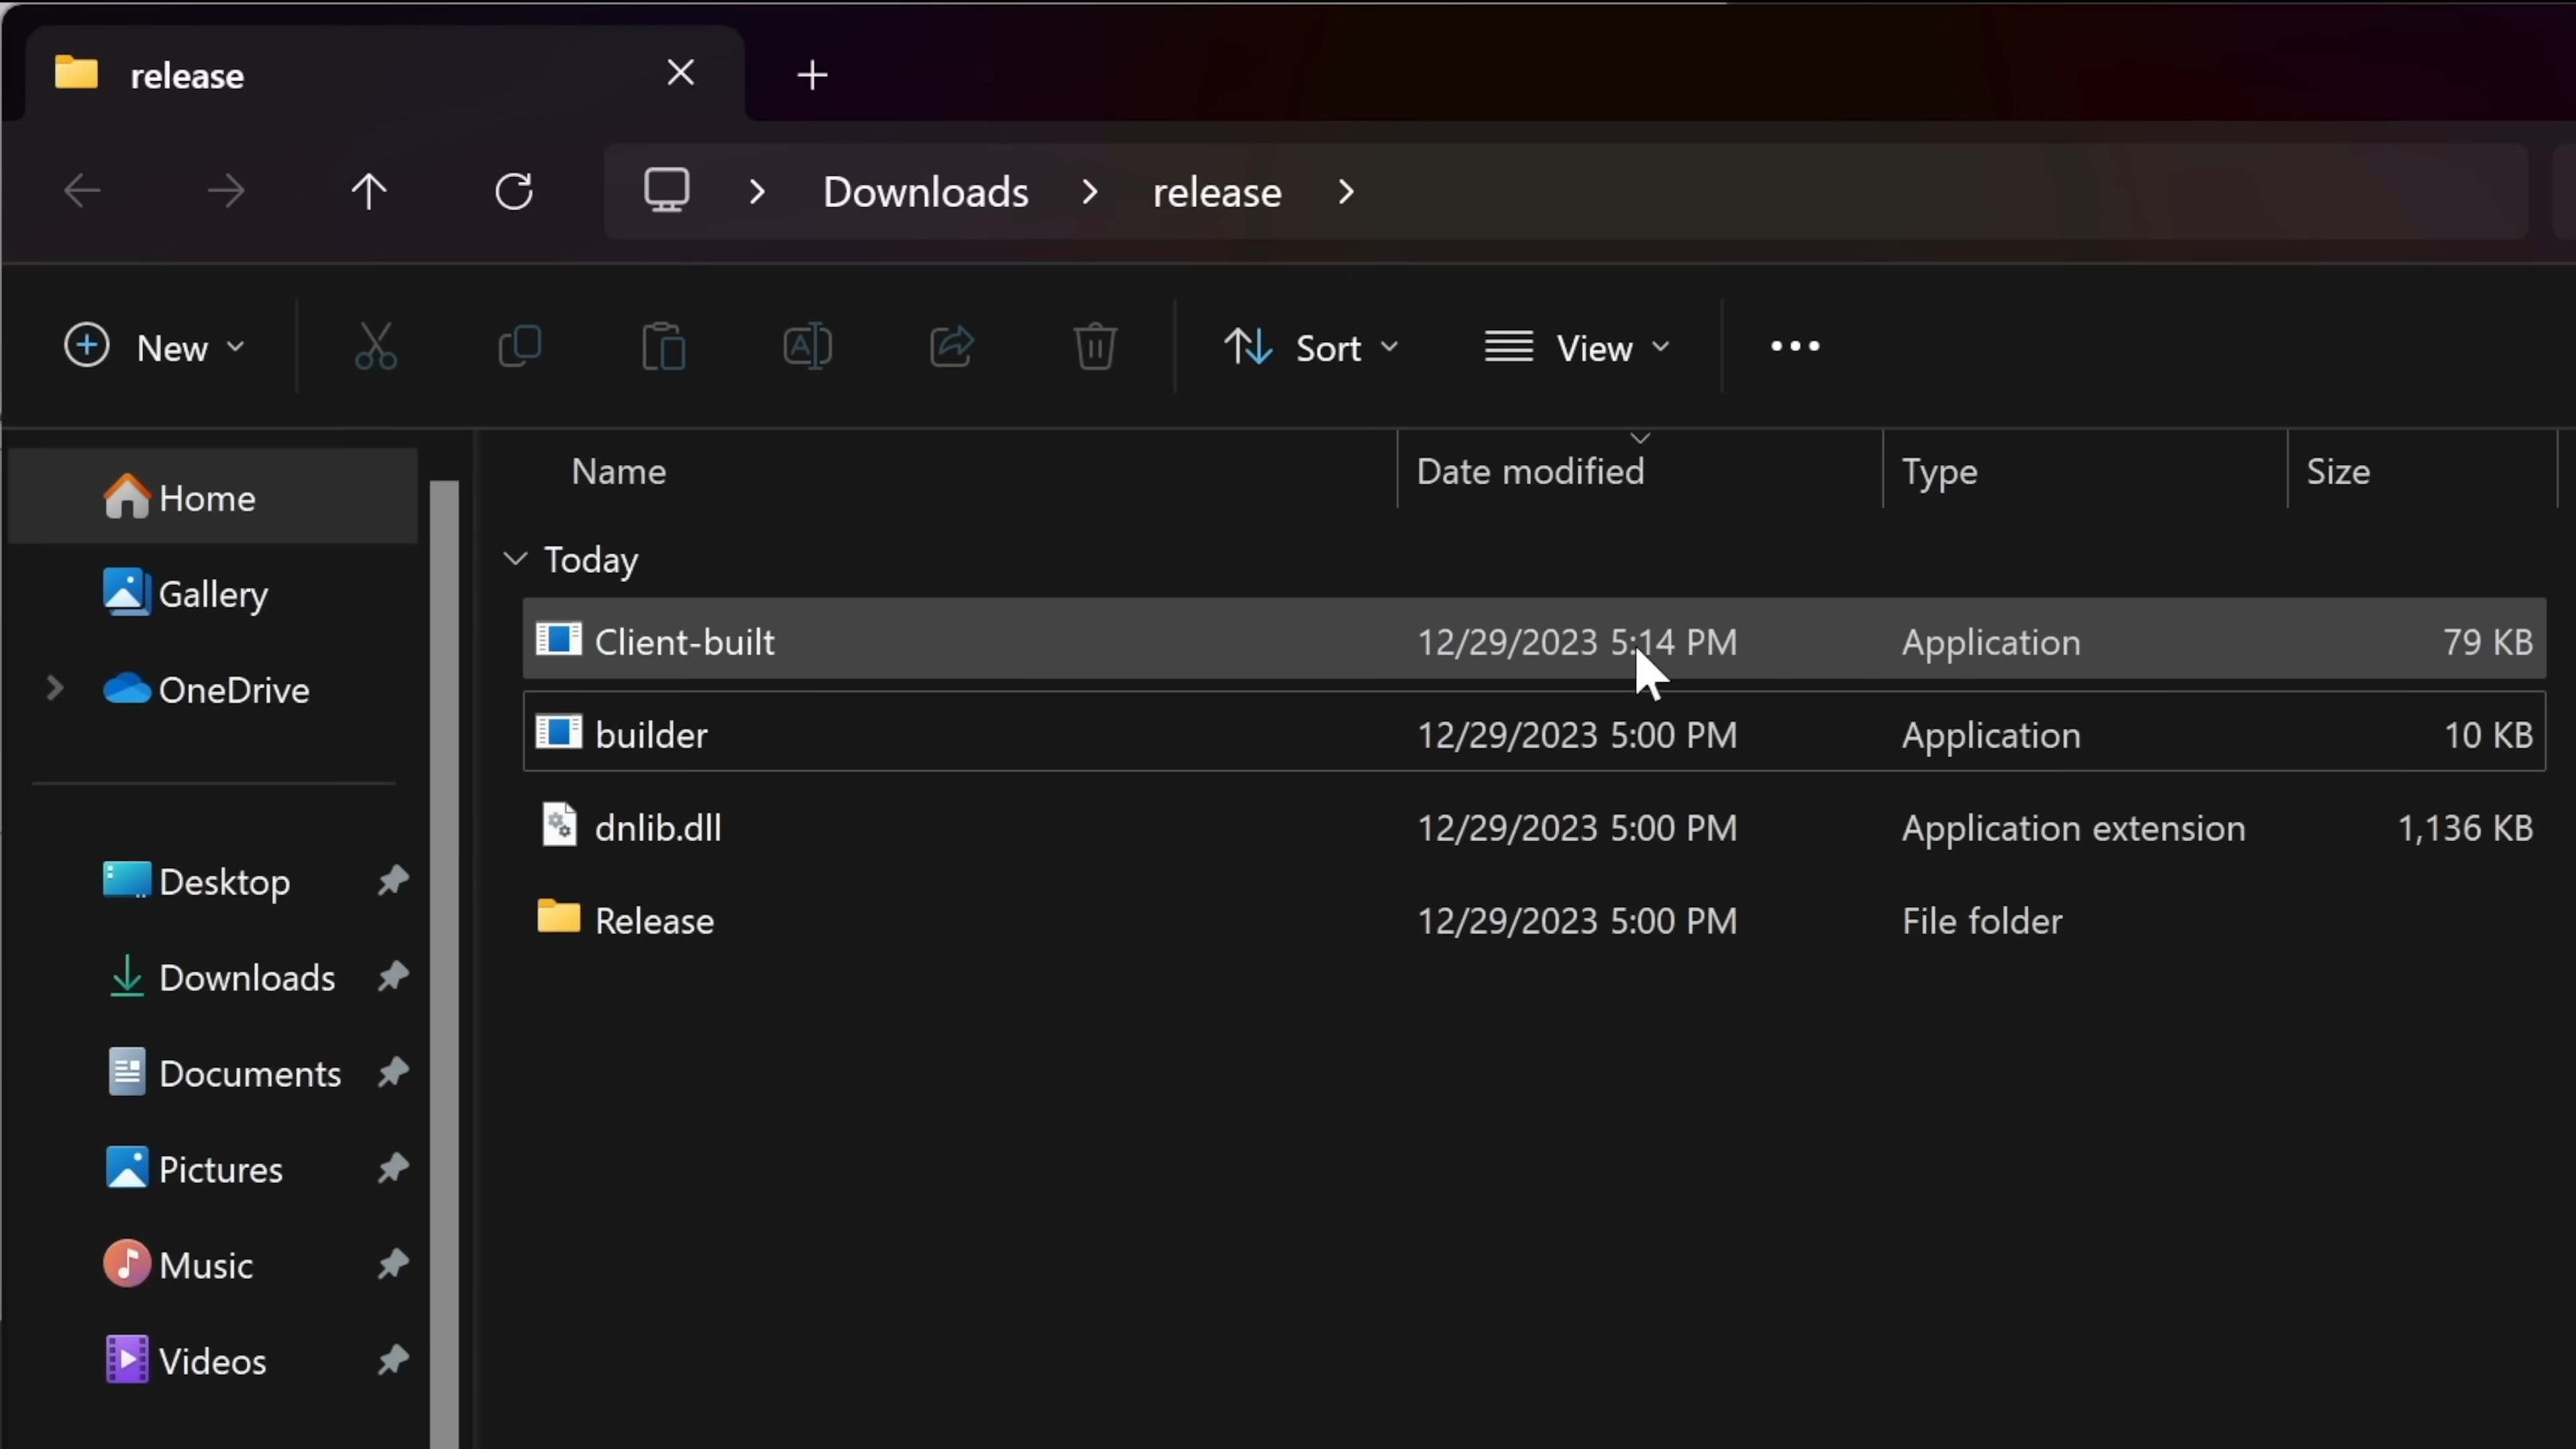 release
Downloads release
New Sort View
Name Date modified Type Size
Home
Gallery
OneDrive
Desktop
Downloads
Documents
Pictures
Music
Videos
Today
Client-built 12/29/2023 5:14 PM Application 79 KB
builder 12/29/2023 5:00 PM Application 10 KB
dnlib.dll 12/29/2023 5:00 PM Application extension 1,136 KB
Release 12/29/2023 5:00 PM File folder